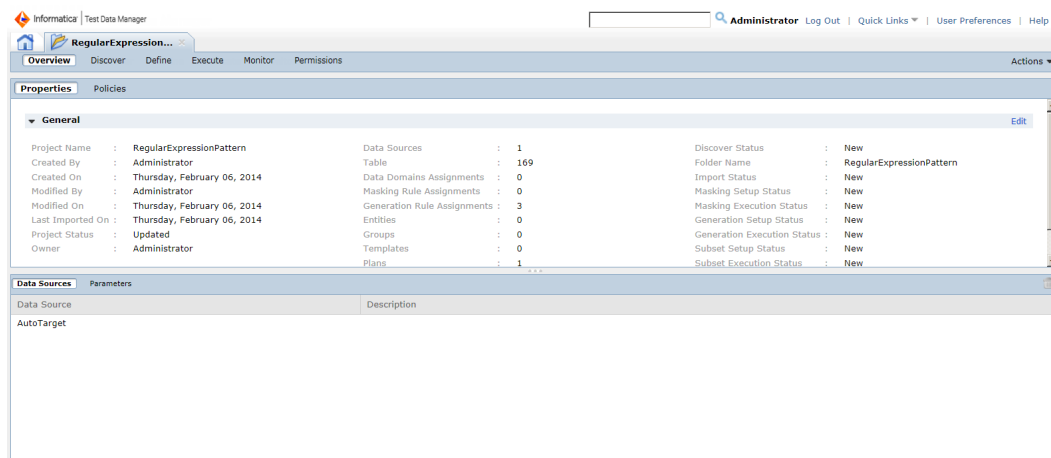 Informatica Test Data Manager
Administrator Log Out | Quick Links | User Preferences | Help
RegularExpression...
Overview Discover Define Execute Monitor Permissions Actions
Properties Policies
General Edit
Project Name : RegularExpressionPattern Data Sources : 1 Discover Status : New
Created By : Administrator Table : 169 Folder Name : RegularExpressionPattern
Created On : Thursday, February 06, 2014 Data Domains Assignments : 0 Import Status : New
Modified By : Administrator Masking Rule Assignments : 0 Masking Setup Status : New
Modified On : Thursday, February 06, 2014 Generation Rule Assignments : 3 Masking Execution Status : New
Last Imported On : Thursday, February 06, 2014 Entities : 0 Generation Setup Status : New
Project Status : Updated Groups : 0 Generation Execution Status : New
Owner : Administrator Templates : 0 Subset Setup Status : New
Plans : 1 Subset Execution Status : New
Data Sources Parameters
Data Source Description
AutoTarget